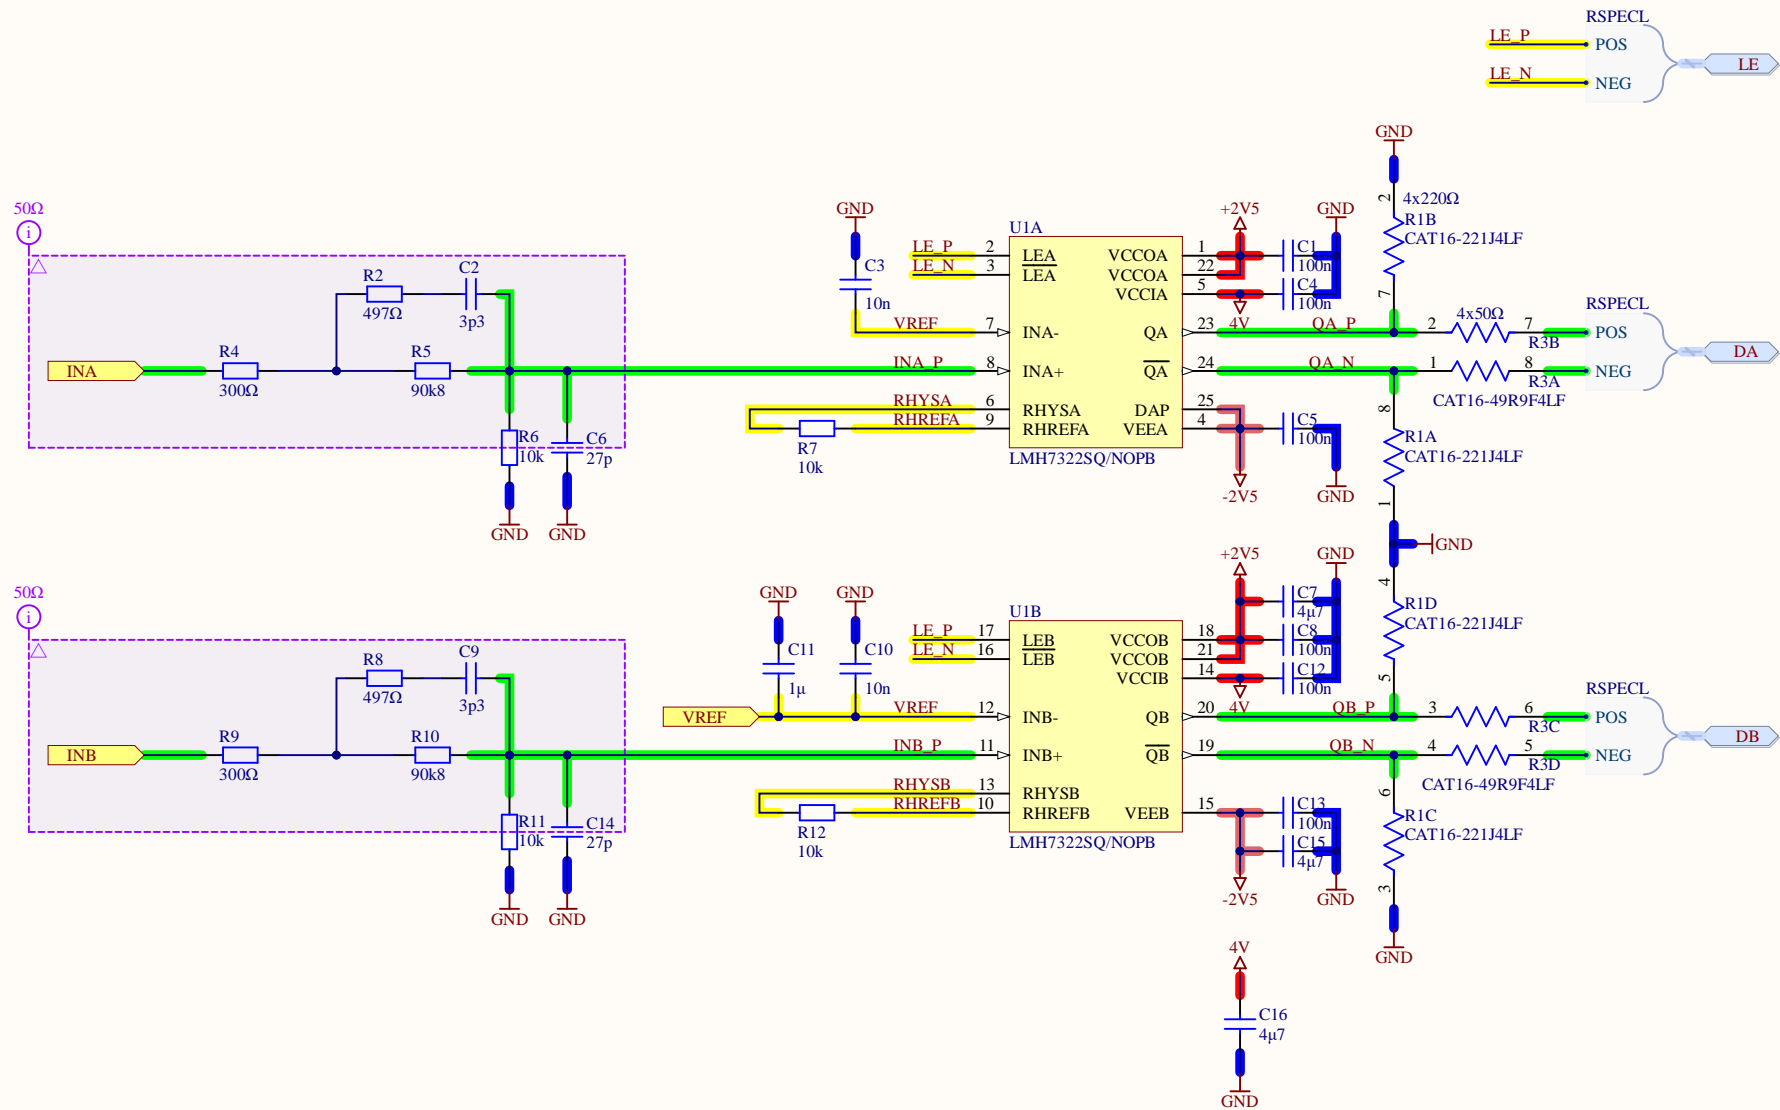 RSPECL
LE_P
POS
LE
LE_N
NEG
GND
50Ω
i
R2
497Ω
C2
3p3
INA
R4
300Ω
R5
90k8
R6
10k
C6
27p
GND
GND
GND
C3
10n
VREF
INA_P
RHYSA
RHREFA
R7
10k
U1A
LE_P
2
LEA
LE_N
3
LEA
7
INA-
8
INA+
6
RHYSA
9
RHREFA
VCCOA
1
VCCOA
22
VCCIA
5
QA
23
QA
24
DAP
25
VEEA
4
LMH7322SQ/NOPB
+2V5
GND
C1
100n
C4
100n
4V
QA_P
QA_N
C5
100n
-2V5
GND
2
4x220Ω
R1B
CAT16-221J4LF
7
4x50Ω
2
7
R3B
1
8
R3A
CAT16-49R9F4LF
RSPECL
POS
DA
NEG
8
R1A
CAT16-221J4LF
1
GND
50Ω
i
R8
497Ω
C9
3p3
INB
R9
300Ω
R10
90k8
R11
10k
C14
27p
GND
GND
GND
GND
C11
1µ
C10
10n
VREF
VREF
INB_P
RHYSB
RHREFB
R12
10k
U1B
LE_P
17
LEB
LE_N
16
LEB
12
INB-
11
INB+
13
RHYSB
10
RHREFB
VCCOB
18
VCCOB
21
VCCIB
14
QB
20
QB
19
VEEB
15
LMH7322SQ/NOPB
+2V5
GND
C7
4µ7
C8
100n
C12
100n
4V
QB_P
QB_N
C13
100n
C15
4µ7
-2V5
GND
4
R1D
CAT16-221J4LF
5
3
6
R3C
4
5
R3D
CAT16-49R9F4LF
RSPECL
POS
DB
NEG
6
R1C
CAT16-221J4LF
3
GND
4V
C16
4µ7
GND